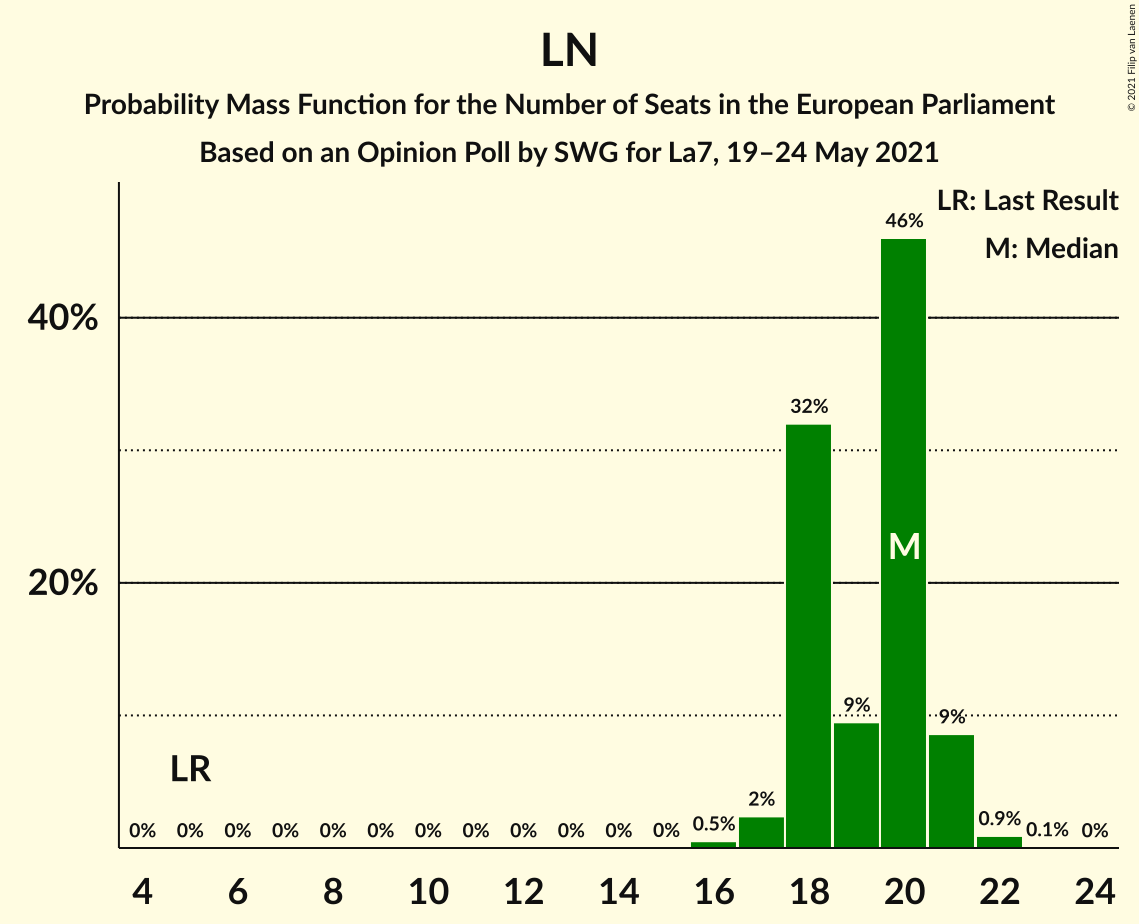 LN
Probability Mass Function for the Number of Seats in the European Parliament
Based on an Opinion Poll by SWG for La7, 19–24 May 2021
© 2021 Filip van Laenen
LR: Last Result
M: Median
46%
40%
32%
M
20%
9%
9%
LR
2%
0% 0% 0% 0% 0% 0% 0% 0% 0% 0% 0% 0% 0.5% 0.9% 0.1% 0%
4 6 8 10 12 14 16 18 20 22 24